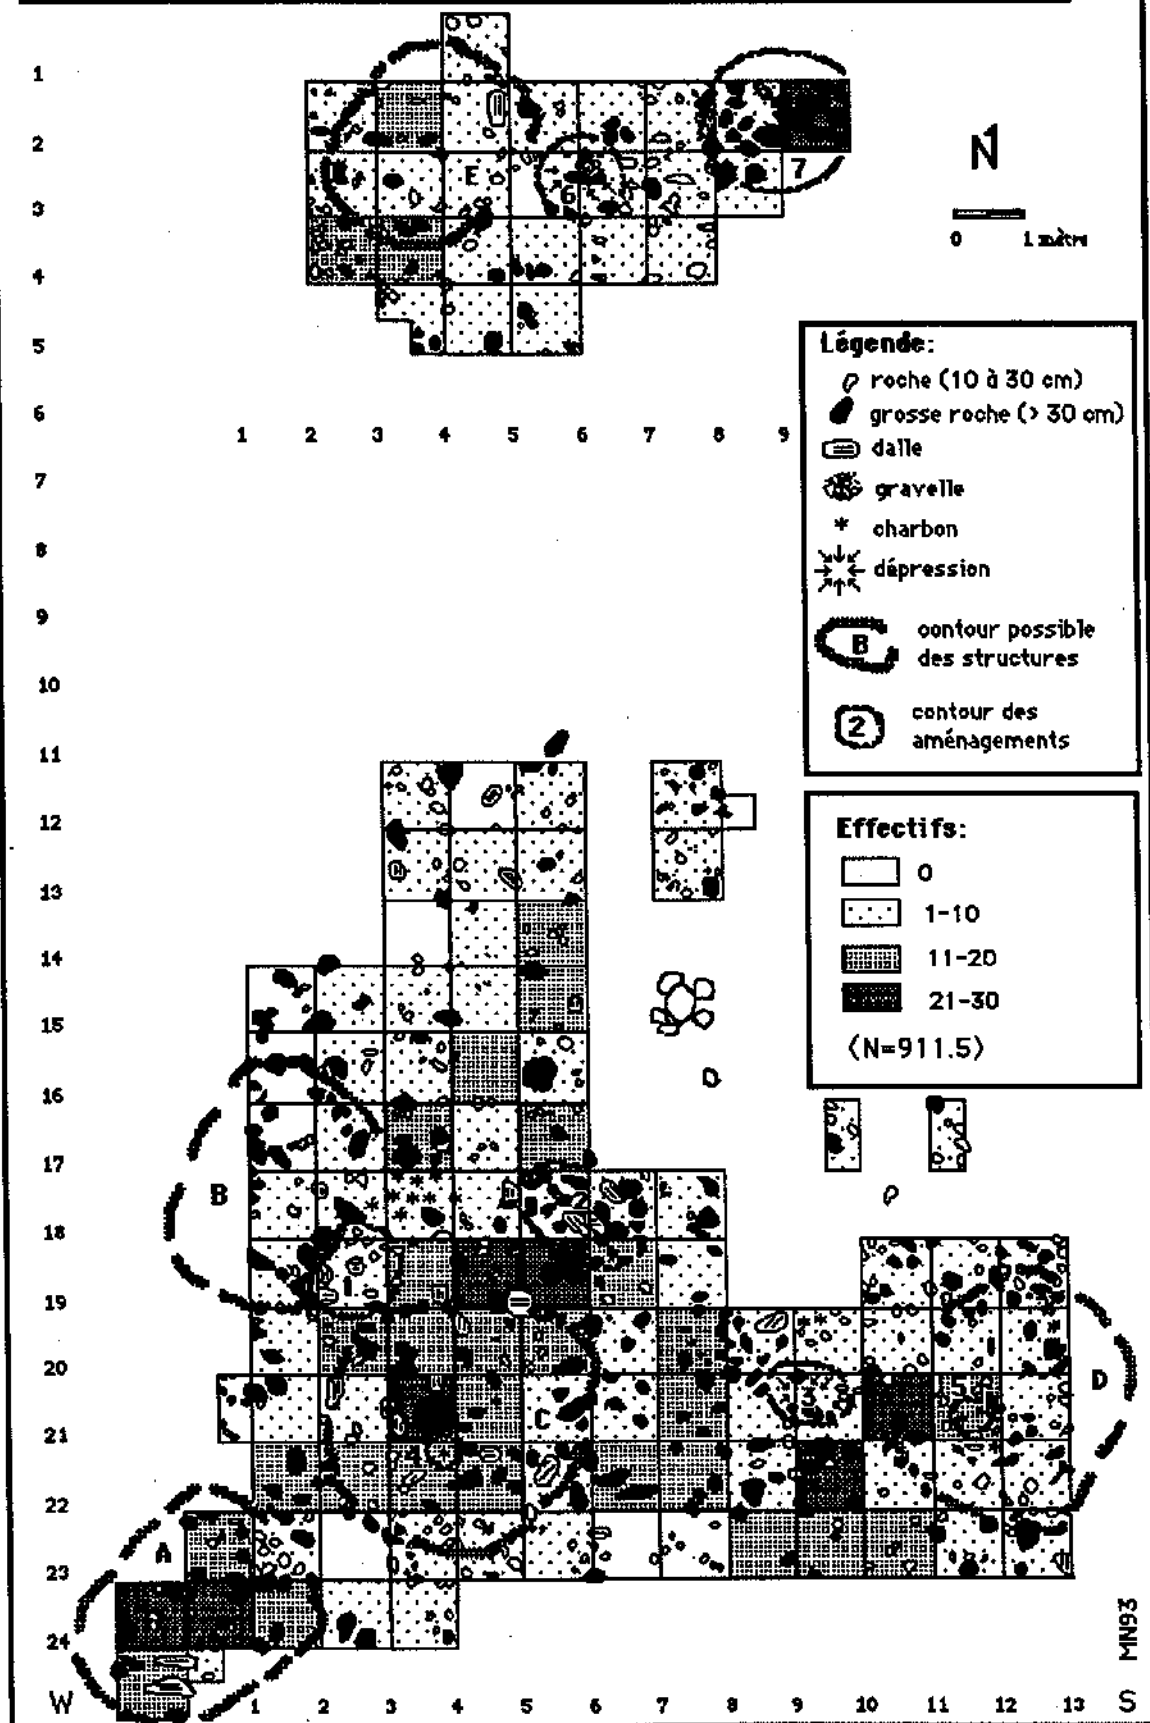 1
2
3
4
5
6
7
8
9
10
11
12
13
14
15
16
17
18
19
20
21
22
23
24
E
6
7
N
0 1 mètre
1 2 3 4 5 6 7 8 9
Légende:
roche (10 à 30 cm)
grosse roche (> 30 cm)
dalle
gravelle
charbon
dépression
B contour possible
des structures
2 contour des
aménagements
Effectifs:
0
1-10
11-20
21-30
(N=911.5)
B
1
3
5
D
C
4
A
MN93
W 1 2 3 4 5 6 7 8 9 10 11 12 13 S